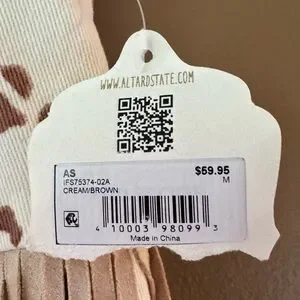 WWW.ALTARDSTATE.COM
AS
IFS75374-02A
CREAM/BROWN
$59.95
M
4 10003 98099 3
Made in China